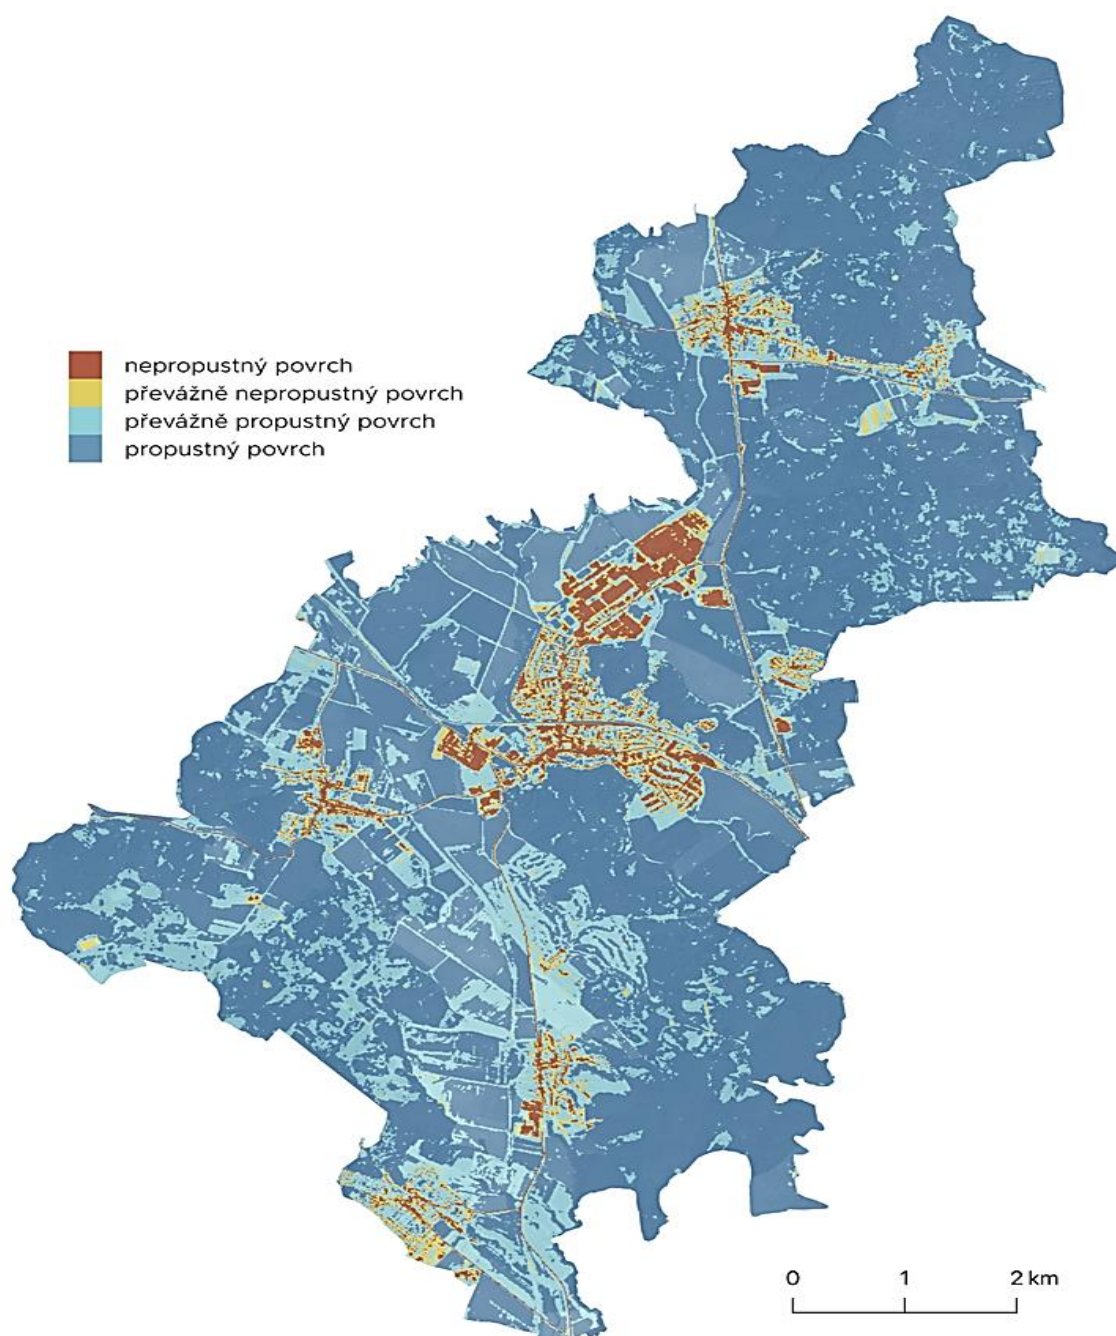 nepropustný povrch
převážně nepropustný povrch
převážně propustný povrch
propustný povrch
0 1 2 km